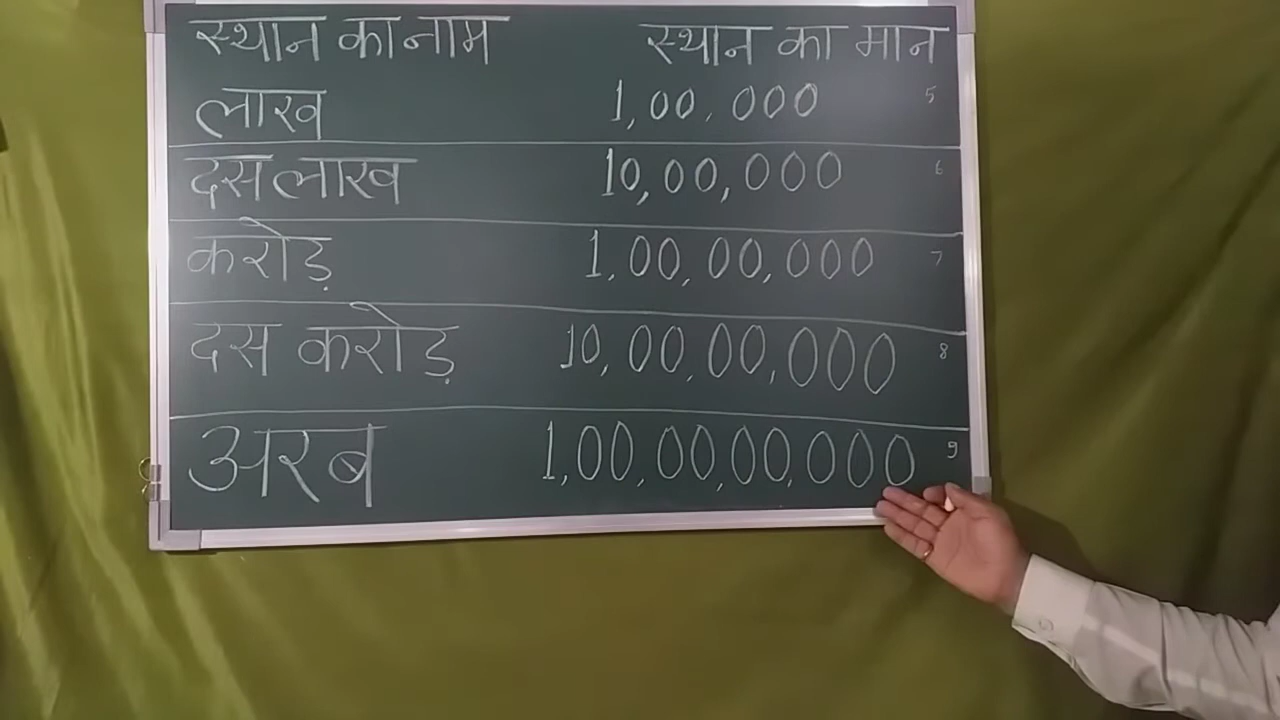 स्थान का नाम स्थान का मान
लाख 1,00,000 5
दस लाख 10,00,000 6
करोड़ 1,00,00,000 7
दस करोड़ 10,00,00,000 8
अरब 1,00,00,00,000 9